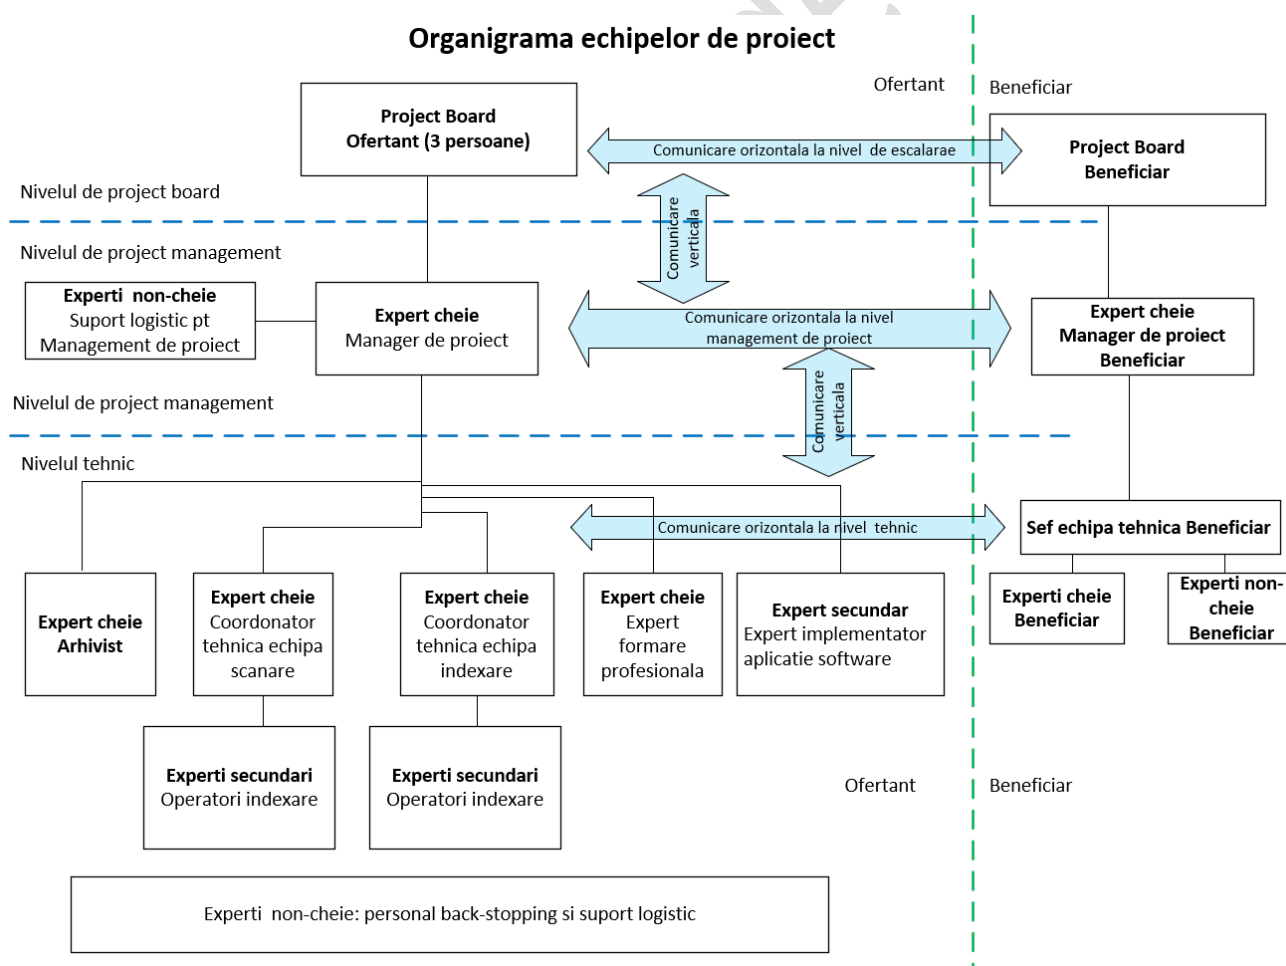 Organigrama echipelor de proiect
Ofertant
Beneficiar
Project Board
Ofertant (3 persoane)
Comunicare orizontala la nivel  de escalarae
Project Board
Beneficiar
Nivelul de project board
Comunicare
verticala
Nivelul de project management
Experti  non-cheie
Suport logistic pt
Management de proiect
Expert cheie
Manager de proiect
Comunicare orizontala la nivel
management de proiect
Expert cheie
Manager de proiect
Beneficiar
Comunicare
verticala
Nivelul de project management
Nivelul tehnic
Comunicare orizontala la nivel  tehnic
Sef echipa tehnica Beneficiar
Expert cheie
Arhivist
Expert cheie
Coordonator
tehnica echipa
scanare
Expert cheie
Coordonator
tehnica echipa
indexare
Expert cheie
Expert
formare
profesionala
Expert secundar
Expert implementator
aplicatie software
Experti cheie
Beneficiar
Experti non-
cheie
Beneficiar
Experti secundari
Operatori indexare
Experti secundari
Operatori indexare
Ofertant
Beneficiar
Experti  non-cheie: personal back-stopping si suport logistic